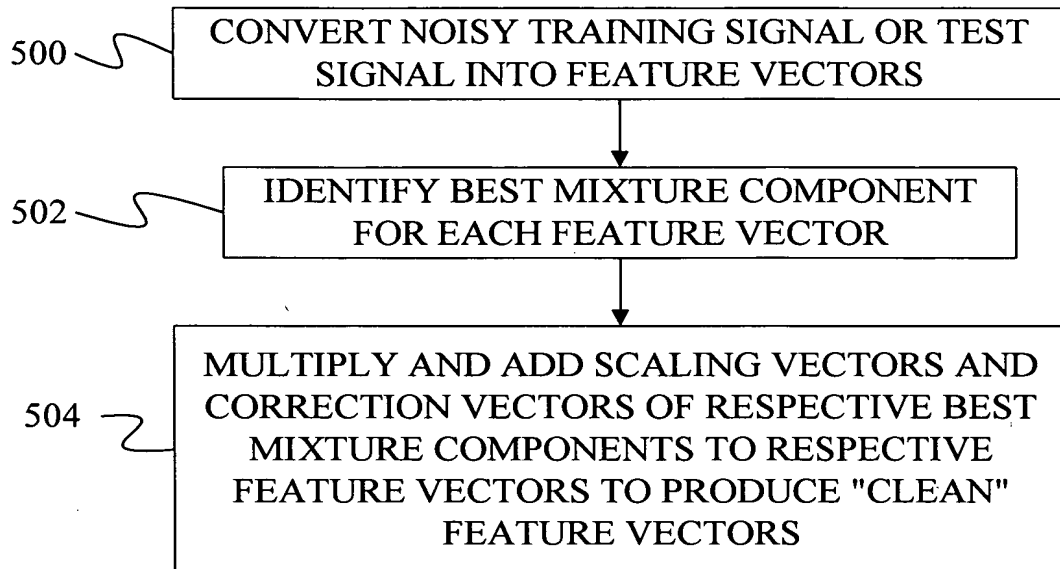 500
CONVERT NOISY TRAINING SIGNAL OR TEST
SIGNAL INTO FEATURE VECTORS
502
IDENTIFY BEST MIXTURE COMPONENT
FOR EACH FEATURE VECTOR
504
MULTIPLY AND ADD SCALING VECTORS AND
CORRECTION VECTORS OF RESPECTIVE BEST
MIXTURE COMPONENTS TO RESPECTIVE
FEATURE VECTORS TO PRODUCE "CLEAN"
FEATURE VECTORS